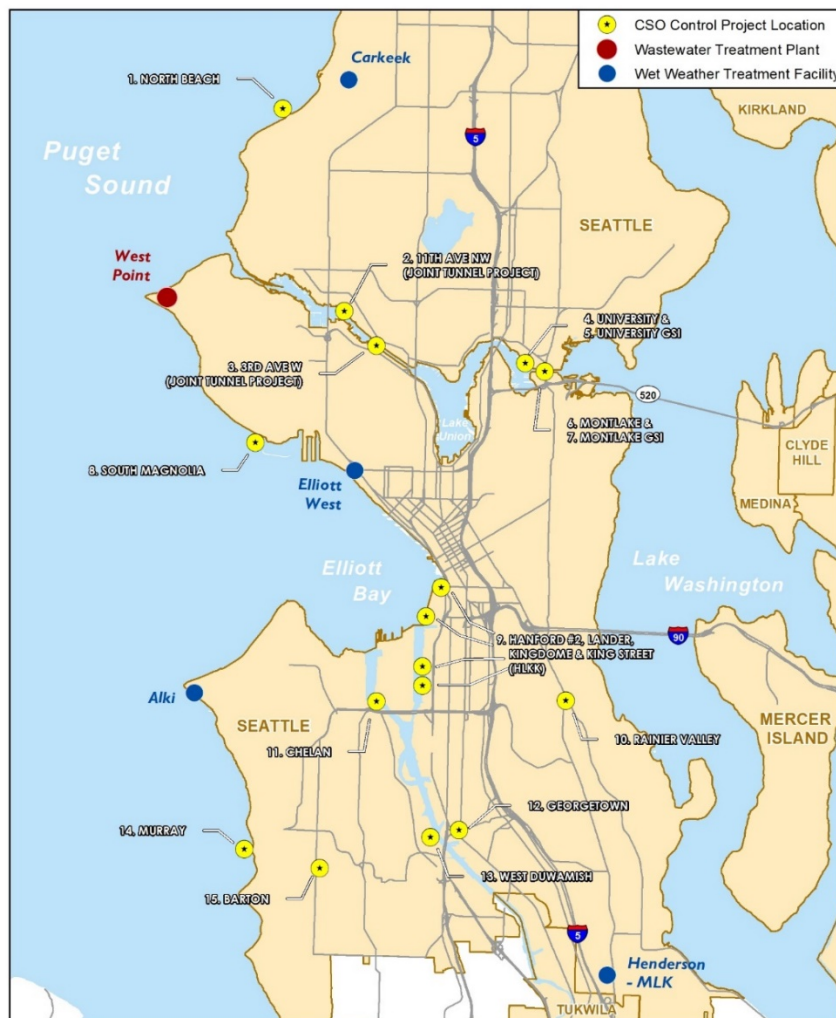 CSO Control Project Location
Wastewater Treatment Plant
Wet Weather Treatment Facility
Carkeek
1. NORTH BEACH
KIRKLAND
5
Puget
Sound
SEATTLE
West
Point
2. 11TH AVE NW
(JOINT TUNNEL PROJECT)
4. UNIVERSITY &
5. UNIVERSITY GSI
3. 3RD AVE W
(JOINT TUNNEL PROJECT)
520
6. MONTLAKE &
7. MONTLAKE GSI
Lake
Union
CLYDE
HILL
8. SOUTH MAGNOLIA
Elliott
West
MEDINA
Elliott
Bay
Lake
Washington
9. HANFORD #2, LANDER,
KINGDOME & KING STREET
(HLKK)
90
Alki
SEATTLE
11. CHELAN
10. RAINIER VALLEY
MERCER
ISLAND
12. GEORGETOWN
14. MURRAY
13. WEST DUWAMISH
15. BARTON
5
Henderson
- MLK
TUKWILA